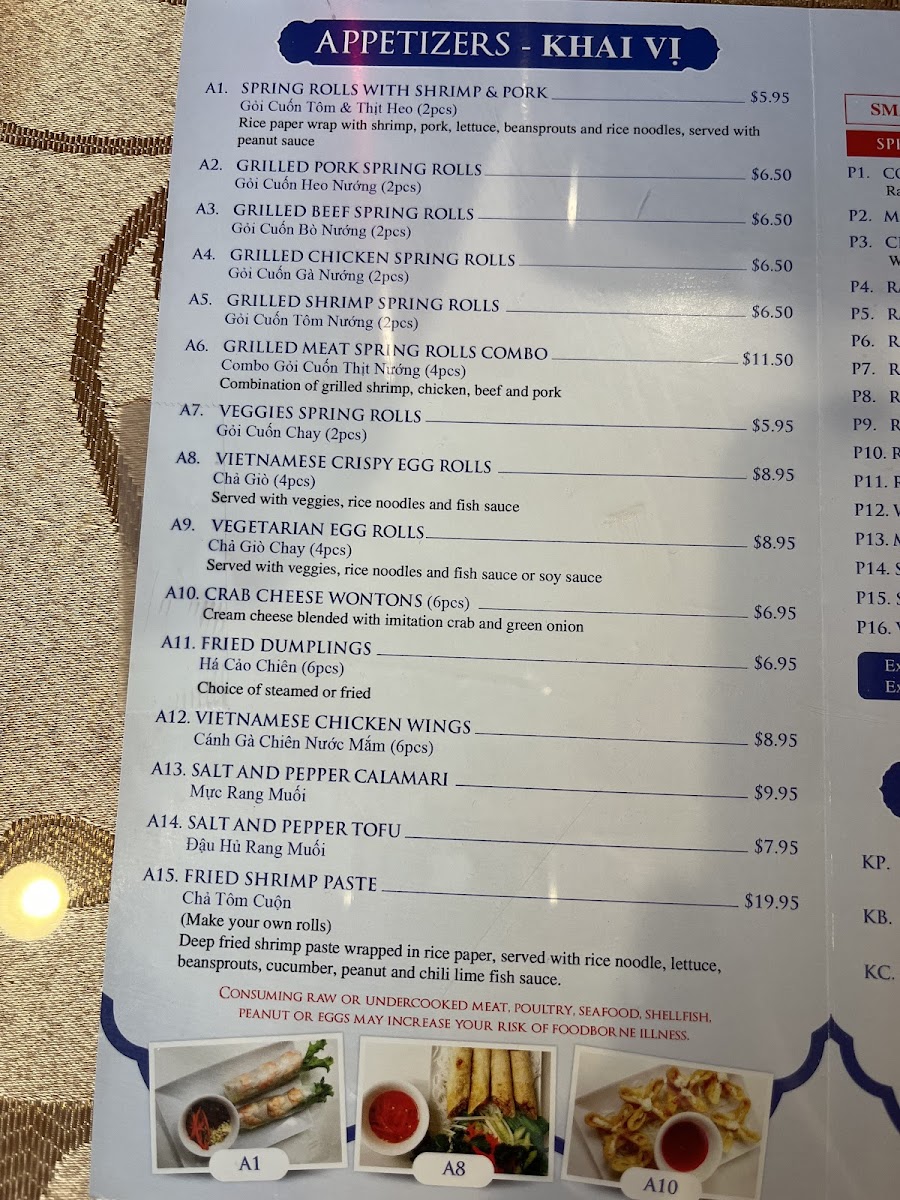 APPETIZERS - KHAI VỊ
A1. SPRING ROLLS WITH SHRIMP & PORK $5.95
Gỏi Cuốn Tôm & Thịt Heo (2pcs)
Rice paper wrap with shrimp, pork, lettuce, beansprouts and rice noodles, served with
peanut sauce
A2. GRILLED PORK SPRING ROLLS $6.50
Gỏi Cuốn Heo Nướng (2pcs)
A3. GRILLED BEEF SPRING ROLLS $6.50
Gỏi Cuốn Bò Nướng (2pcs)
A4. GRILLED CHICKEN SPRING ROLLS $6.50
Gỏi Cuốn Gà Nướng (2pcs)
A5. GRILLED SHRIMP SPRING ROLLS $6.50
Gỏi Cuốn Tôm Nướng (2pcs)
A6. GRILLED MEAT SPRING ROLLS COMBO $11.50
Combo Gỏi Cuốn Thịt Nướng (4pcs)
Combination of grilled shrimp, chicken, beef and pork
A7. VEGGIES SPRING ROLLS $5.95
Gỏi Cuốn Chay (2pcs)
A8. VIETNAMESE CRISPY EGG ROLLS $8.95
Chả Giò (4pcs)
Served with veggies, rice noodles and fish sauce
A9. VEGETARIAN EGG ROLLS $8.95
Chả Giò Chay (4pcs)
Served with veggies, rice noodles and fish sauce or soy sauce
A10. CRAB CHEESE WONTONS (6pcs) $6.95
Cream cheese blended with imitation crab and green onion
A11. FRIED DUMPLINGS $6.95
Há Cảo Chiên (6pcs)
Choice of steamed or fried
A12. VIETNAMESE CHICKEN WINGS $8.95
Cánh Gà Chiên Nước Mắm (6pcs)
A13. SALT AND PEPPER CALAMARI $9.95
Mực Rang Muối
A14. SALT AND PEPPER TOFU $7.95
Đậu Hủ Rang Muối
A15. FRIED SHRIMP PASTE $19.95
Chả Tôm Cuộn
(Make your own rolls)
Deep fried shrimp paste wrapped in rice paper, served with rice noodle, lettuce,
beansprouts, cucumber, peanut and chili lime fish sauce.
CONSUMING RAW OR UNDERCOOKED MEAT, POULTRY, SEAFOOD, SHELLFISH,
PEANUT OR EGGS MAY INCREASE YOUR RISK OF FOODBORNE ILLNESS.
A1
A8
A10
P1.
P2.
P3.
P4.
P5.
P6.
P7.
P8.
P9.
P10.
P11.
P12.
P13.
P14.
P15.
P16.
KP.
KB.
KC.